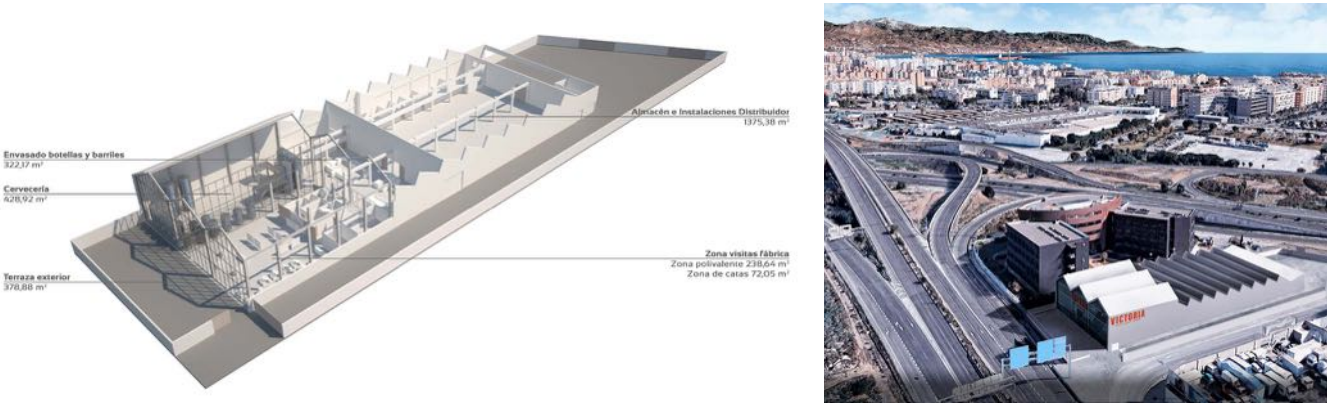 Almacén e Instalaciones Distribuidor
1375,38 m²
Envasado botellas y barriles
322,17 m²
Cervecería
428,92 m²
Zona visitas fábrica
Zona polivalente 238,64 m²
Zona de catas 72,05 m²
Terraza exterior
378,88 m²
VICTORIA